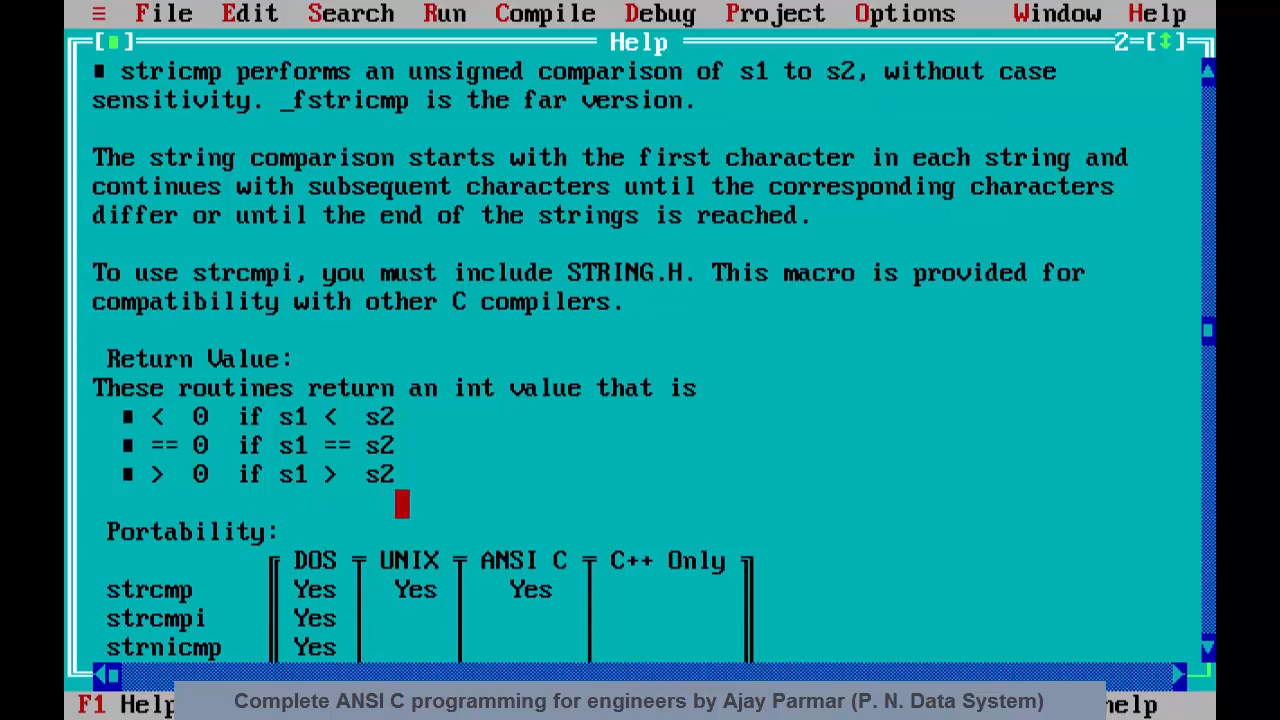 ≡ File Edit Search Run Compile Debug Project Options Window Help
[■] Help 2=[↕]
■ stricmp performs an unsigned comparison of s1 to s2, without case
sensitivity. _fstricmp is the far version.
The string comparison starts with the first character in each string and
continues with subsequent characters until the corresponding characters
differ or until the end of the strings is reached.
To use strcmpi, you must include STRING.H. This macro is provided for
compatibility with other C compilers.
Return Value:
These routines return an int value that is
■ < 0 if s1 < s2
■ == 0 if s1 == s2
■ > 0 if s1 > s2
Portability:
DOS UNIX ANSI C C++ Only
strcmp Yes Yes Yes
strcmpi Yes
strnicmp Yes
F1 Help help
Complete ANSI C programming for engineers by Ajay Parmar (P. N. Data System)